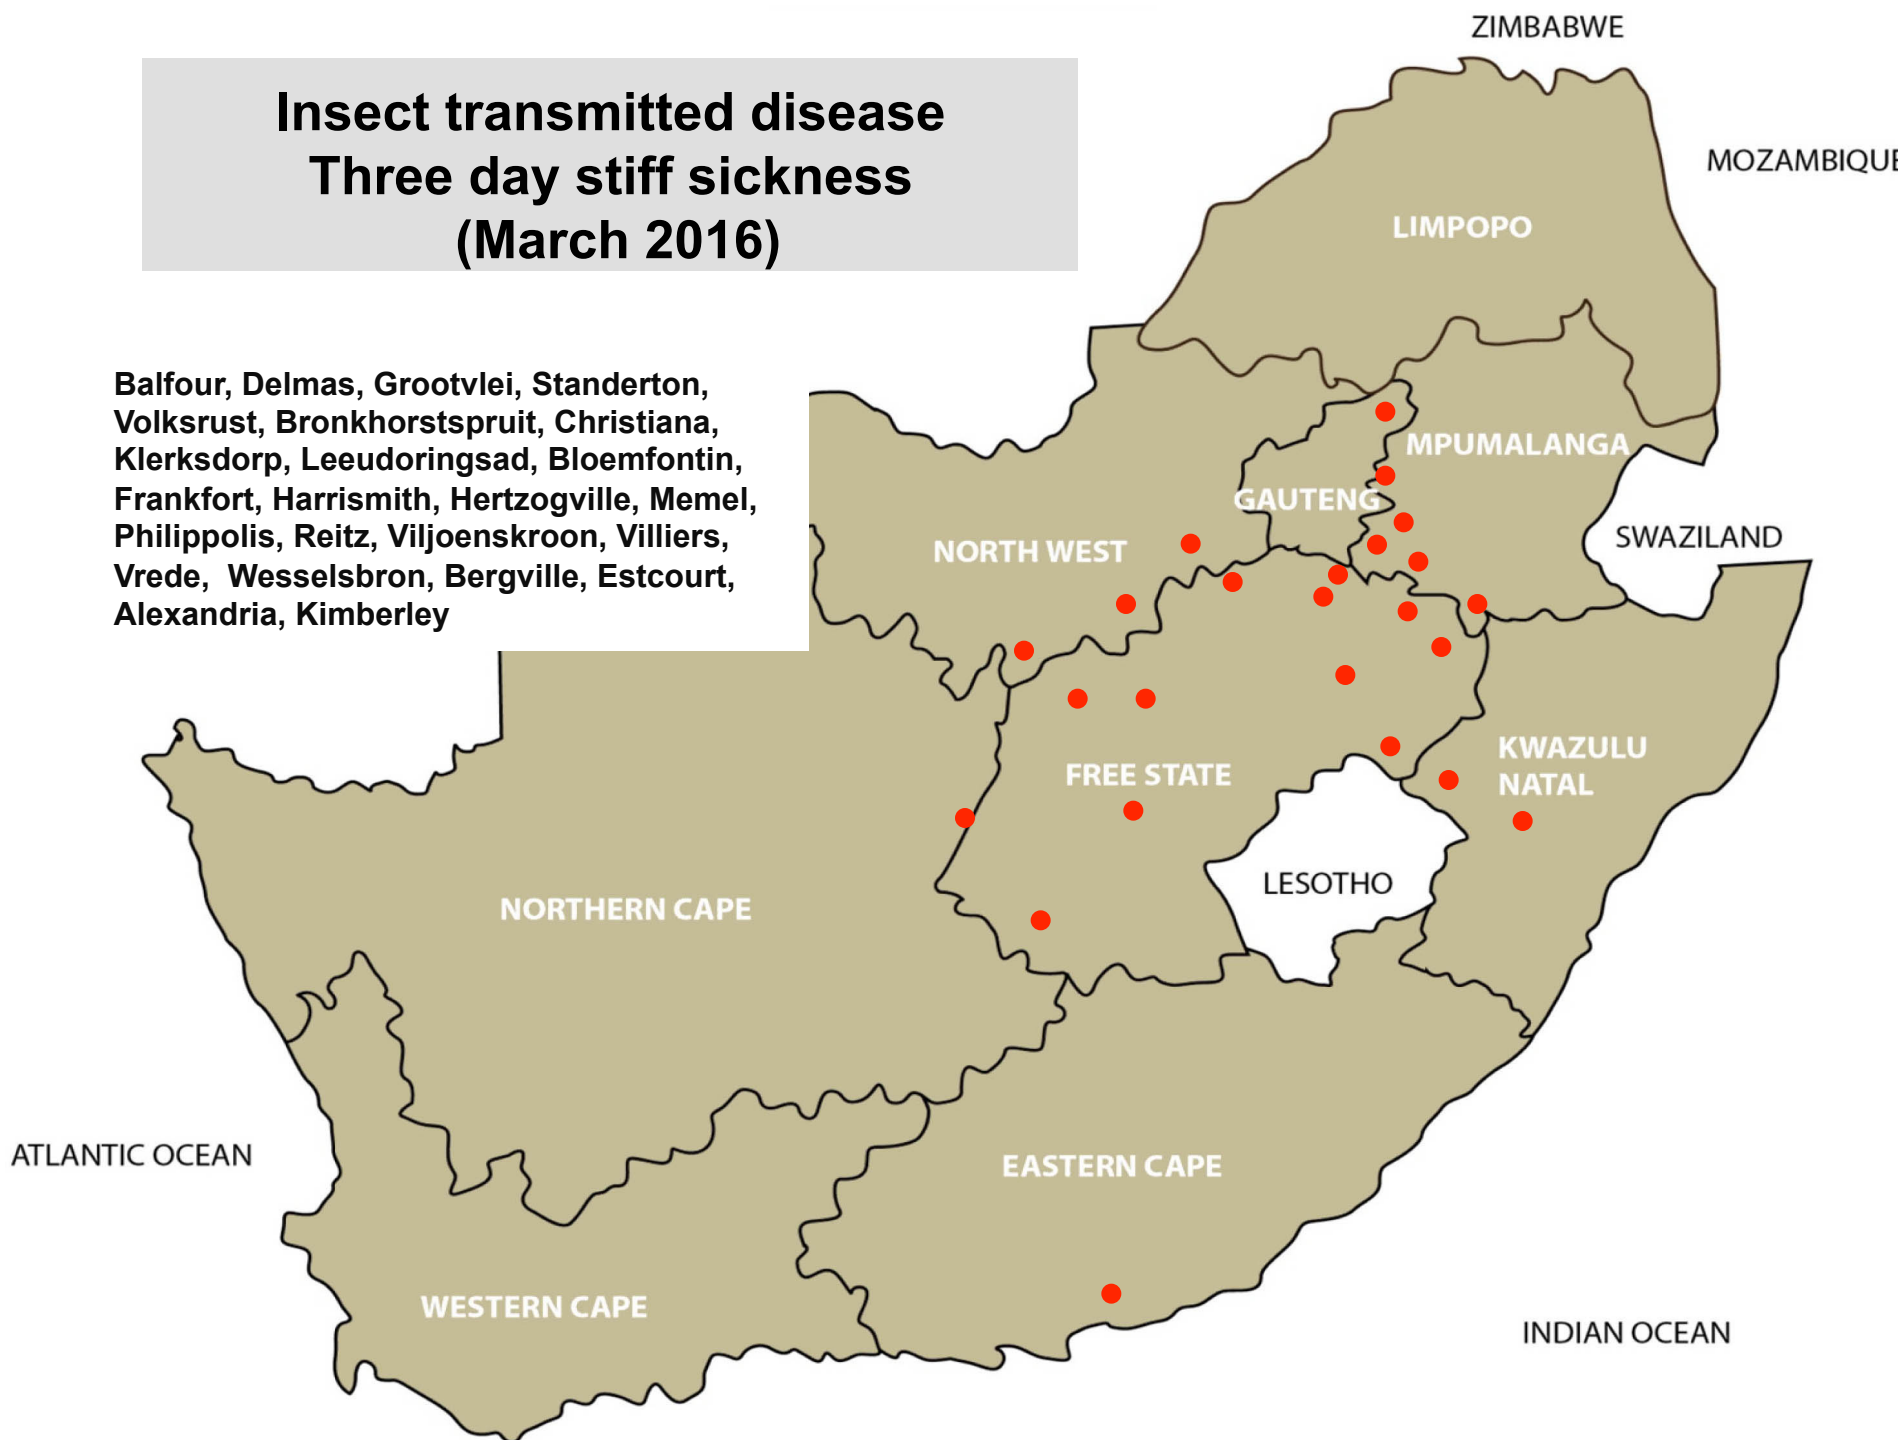 ZIMBABWE
Insect transmitted disease
Three day stiff sickness
(March 2016)
MOZAMBIQUE
LIMPOPO
Balfour, Delmas, Grootvlei, Standerton,
Volksrust, Bronkhorstspruit, Christiana,
Klerksdorp, Leeudoringsad, Bloemfontin,
Frankfort, Harrismith, Hertzogville, Memel,
Philippolis, Reitz, Viljoenskroon, Villiers,
Vrede, Wesselsbron, Bergville, Estcourt,
Alexandria, Kimberley
MPUMALANGA
GAUTENG
SWAZILAND
NORTH WEST
KWAZULU
NATAL
FREE STATE
LESOTHO
NORTHERN CAPE
ATLANTIC OCEAN
EASTERN CAPE
WESTERN CAPE
INDIAN OCEAN